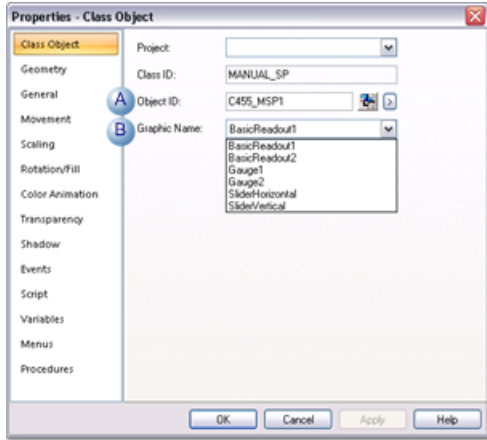 Properties - Class Object
Class Object
Geometry
General
Movement
Scaling
Rotation/Fill
Color Animation
Transparency
Shadow
Events
Script
Variables
Menus
Procedures
Project:
Class ID: MANUAL_SP
A Object ID: C455_MSP1 >
B Graphic Name: BasicReadout1
BasicReadout1
BasicReadout2
Gauge1
Gauge2
SliderHorizontal
SliderVertical
OK Cancel Apply Help